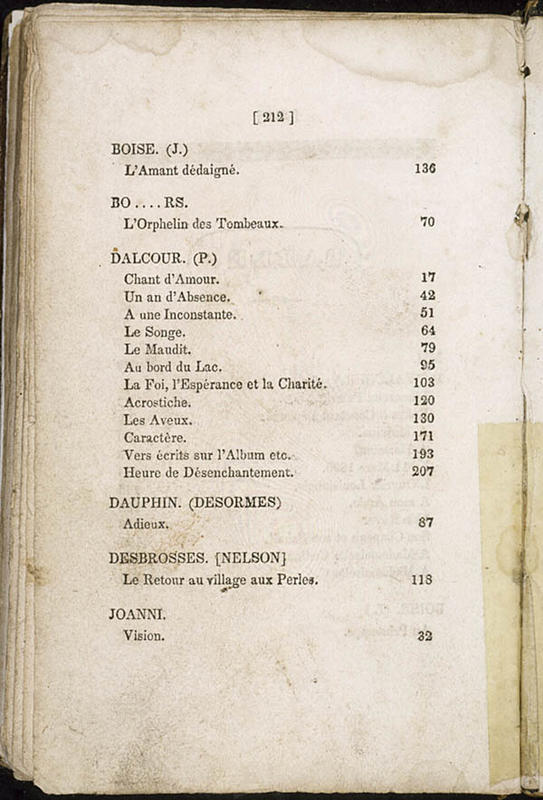 [ 212 ]
BOISE. (J.)
L'Amant dédaigné. 136
BO .... RS.
L'Orphelin des Tombeaux. 70
DALCOUR. (P.)
Chant d'Amour. 17
Un an d'Absence. 42
A une Inconstante. 51
Le Songe. 64
Le Maudit. 79
Au bord du Lac. 95
La Foi, l'Espérance et la Charité. 103
Acrostiche. 120
Les Aveux. 130
Caractère. 171
Vers écrits sur l'Album etc. 193
Heure de Désenchantement. 207
DAUPHIN. (DESORMES)
Adieux. 87
DESBROSSES. [NELSON]
Le Retour au village aux Perles. 118
JOANNI.
Vision. 32